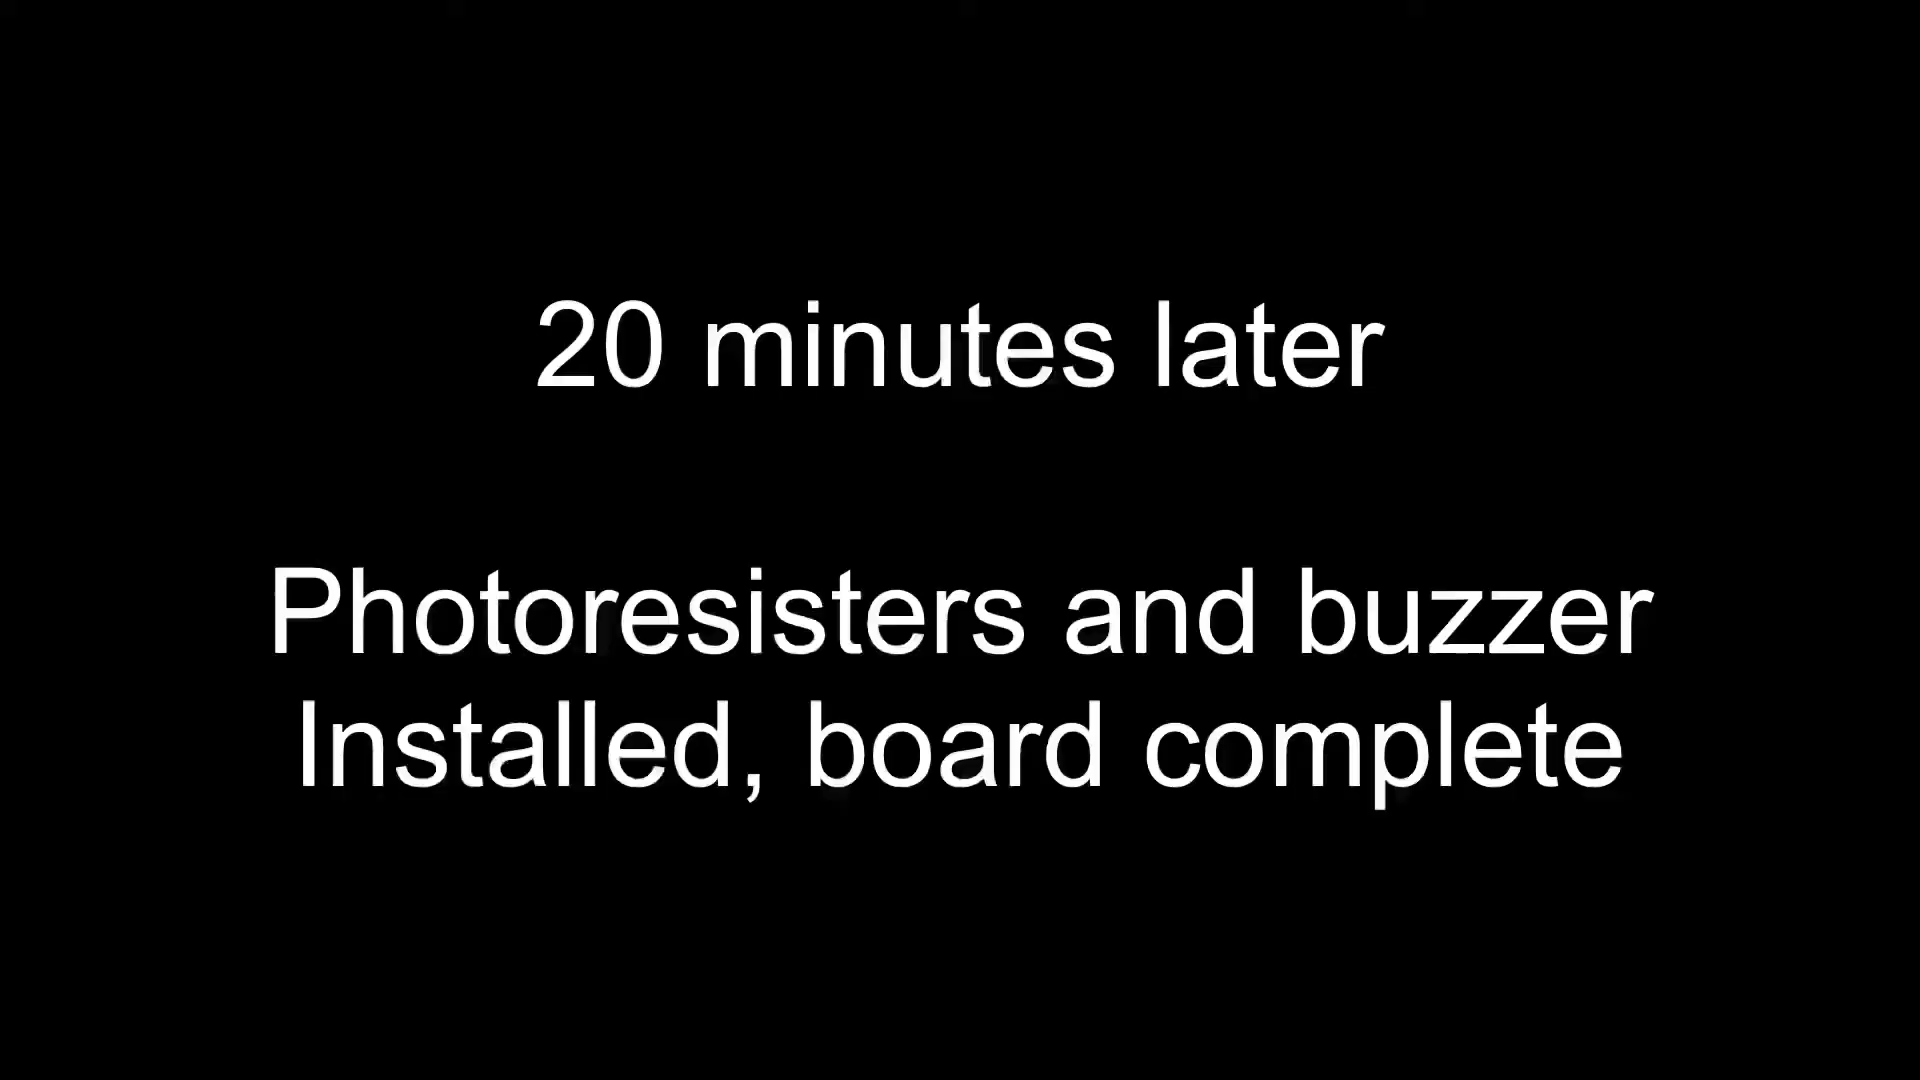 20 minutes later
Photoresisters and buzzer
Installed, board complete